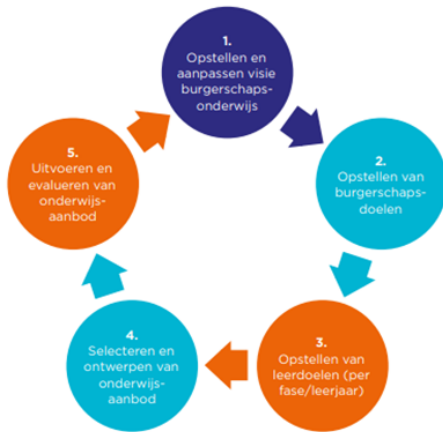 1.
Opstellen en
aanpassen visie
burgerschaps-
onderwijs
2.
Opstellen van
burgerschaps-
doelen
3.
Opstellen van
leerdoelen (per
fase/leerjaar)
4.
Selecteren en
ontwerpen van
onderwijs-
aanbod
5.
Uitvoeren en
evalueren van
onderwijs-
aanbod